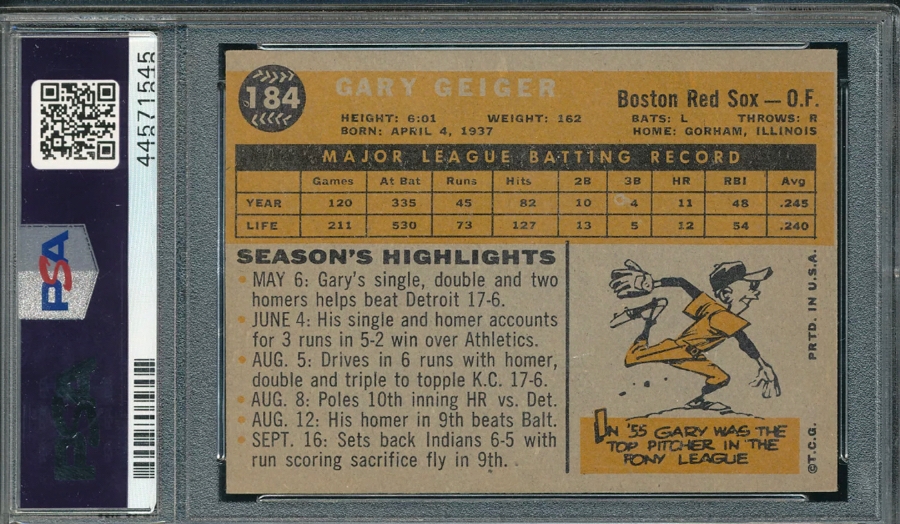 44571545
PSA
PSA
184
GARY GEIGER
Boston Red Sox — O.F.
HEIGHT: 6:01 WEIGHT: 162 BATS: L THROWS: R
BORN: APRIL 4, 1937 HOME: GORHAM, ILLINOIS
MAJOR LEAGUE BATTING RECORD
Games At Bat Runs Hits 2B 3B HR RBI Avg
YEAR 120 335 45 82 10 4 11 48 .245
LIFE 211 530 73 127 13 5 12 54 .240
SEASON'S HIGHLIGHTS
• MAY 6: Gary's single, double and two
homers helps beat Detroit 17-6.
• JUNE 4: His single and homer accounts
for 3 runs in 5-2 win over Athletics.
• AUG. 5: Drives in 6 runs with homer,
double and triple to topple K.C. 17-6.
• AUG. 8: Poles 10th inning HR vs. Det.
• AUG. 12: His homer in 9th beats Balt.
• SEPT. 16: Sets back Indians 6-5 with
run scoring sacrifice fly in 9th.
IN '55 GARY WAS THE
TOP PITCHER IN THE
PONY LEAGUE
©T.C.G. PRTD. IN U.S.A.